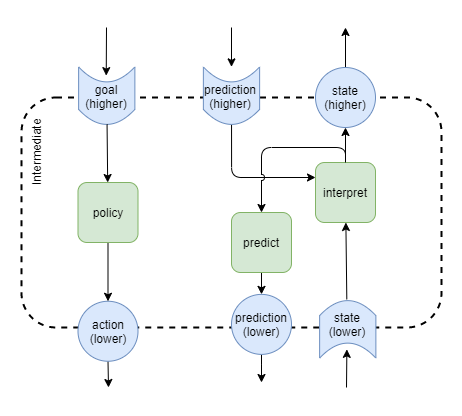 goal
(higher)
prediction
(higher)
state
(higher)
Intermediate
policy
interpret
predict
action
(lower)
prediction
(lower)
state
(lower)